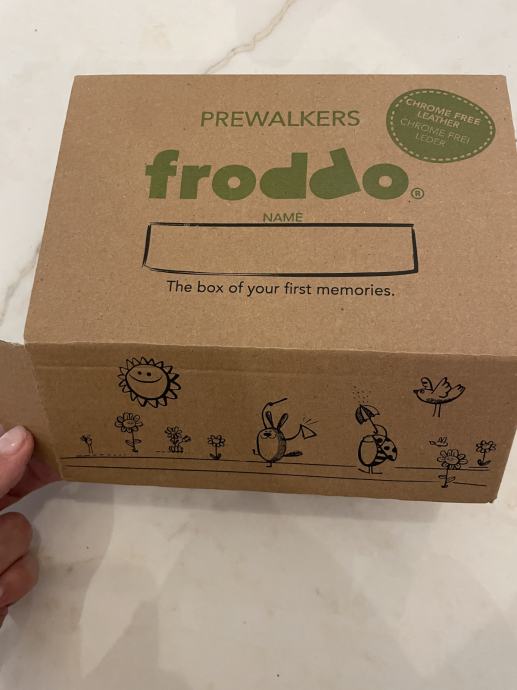 PREWALKERS
CHROME FREE
LEATHER
CHROME FREI
LEDER
froddo®
NAME
The box of your first memories.